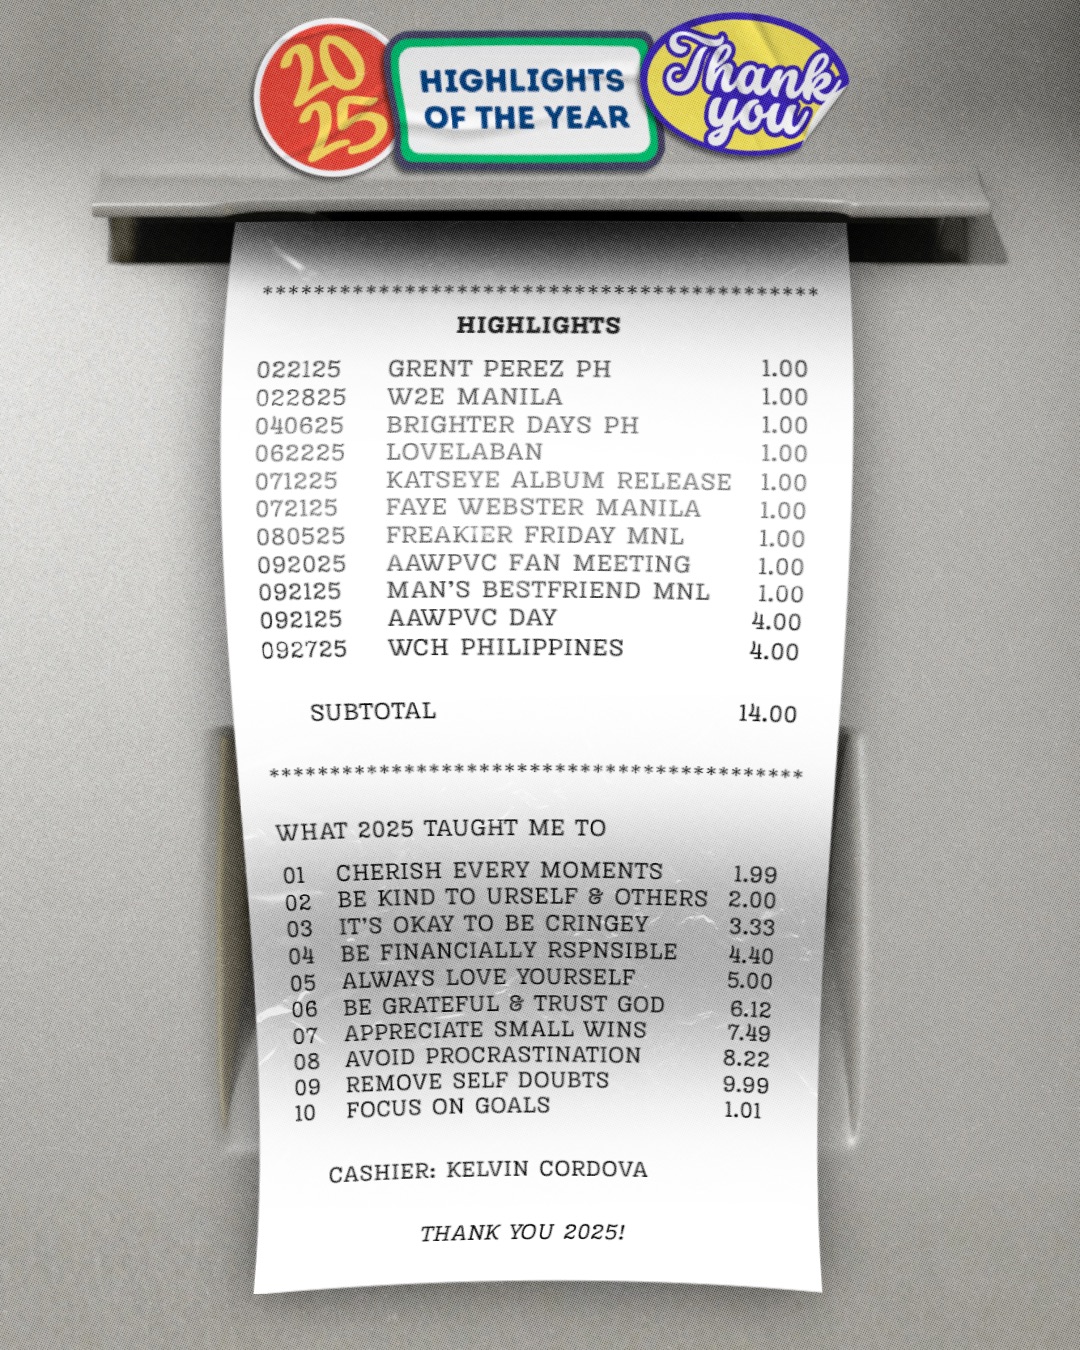 2025
HIGHLIGHTS
OF THE YEAR
Thank
you
********************************************
HIGHLIGHTS
022125 GRENT PEREZ PH 1.00
022825 W2E MANILA 1.00
040625 BRIGHTER DAYS PH 1.00
062225 LOVELABAN 1.00
071225 KATSEYE ALBUM RELEASE 1.00
072125 FAYE WEBSTER MANILA 1.00
080525 FREAKIER FRIDAY MNL 1.00
092025 AAWPVC FAN MEETING 1.00
092125 MAN'S BESTFRIEND MNL 1.00
092125 AAWPVC DAY 4.00
092725 WCH PHILIPPINES 4.00
SUBTOTAL 14.00
********************************************
WHAT 2025 TAUGHT ME TO
01 CHERISH EVERY MOMENTS 1.99
02 BE KIND TO URSELF & OTHERS 2.00
03 IT'S OKAY TO BE CRINGEY 3.33
04 BE FINANCIALLY RSPNSIBLE 4.40
05 ALWAYS LOVE YOURSELF 5.00
06 BE GRATEFUL & TRUST GOD 6.12
07 APPRECIATE SMALL WINS 7.49
08 AVOID PROCRASTINATION 8.22
09 REMOVE SELF DOUBTS 9.99
10 FOCUS ON GOALS 1.01
CASHIER: KELVIN CORDOVA
THANK YOU 2025!